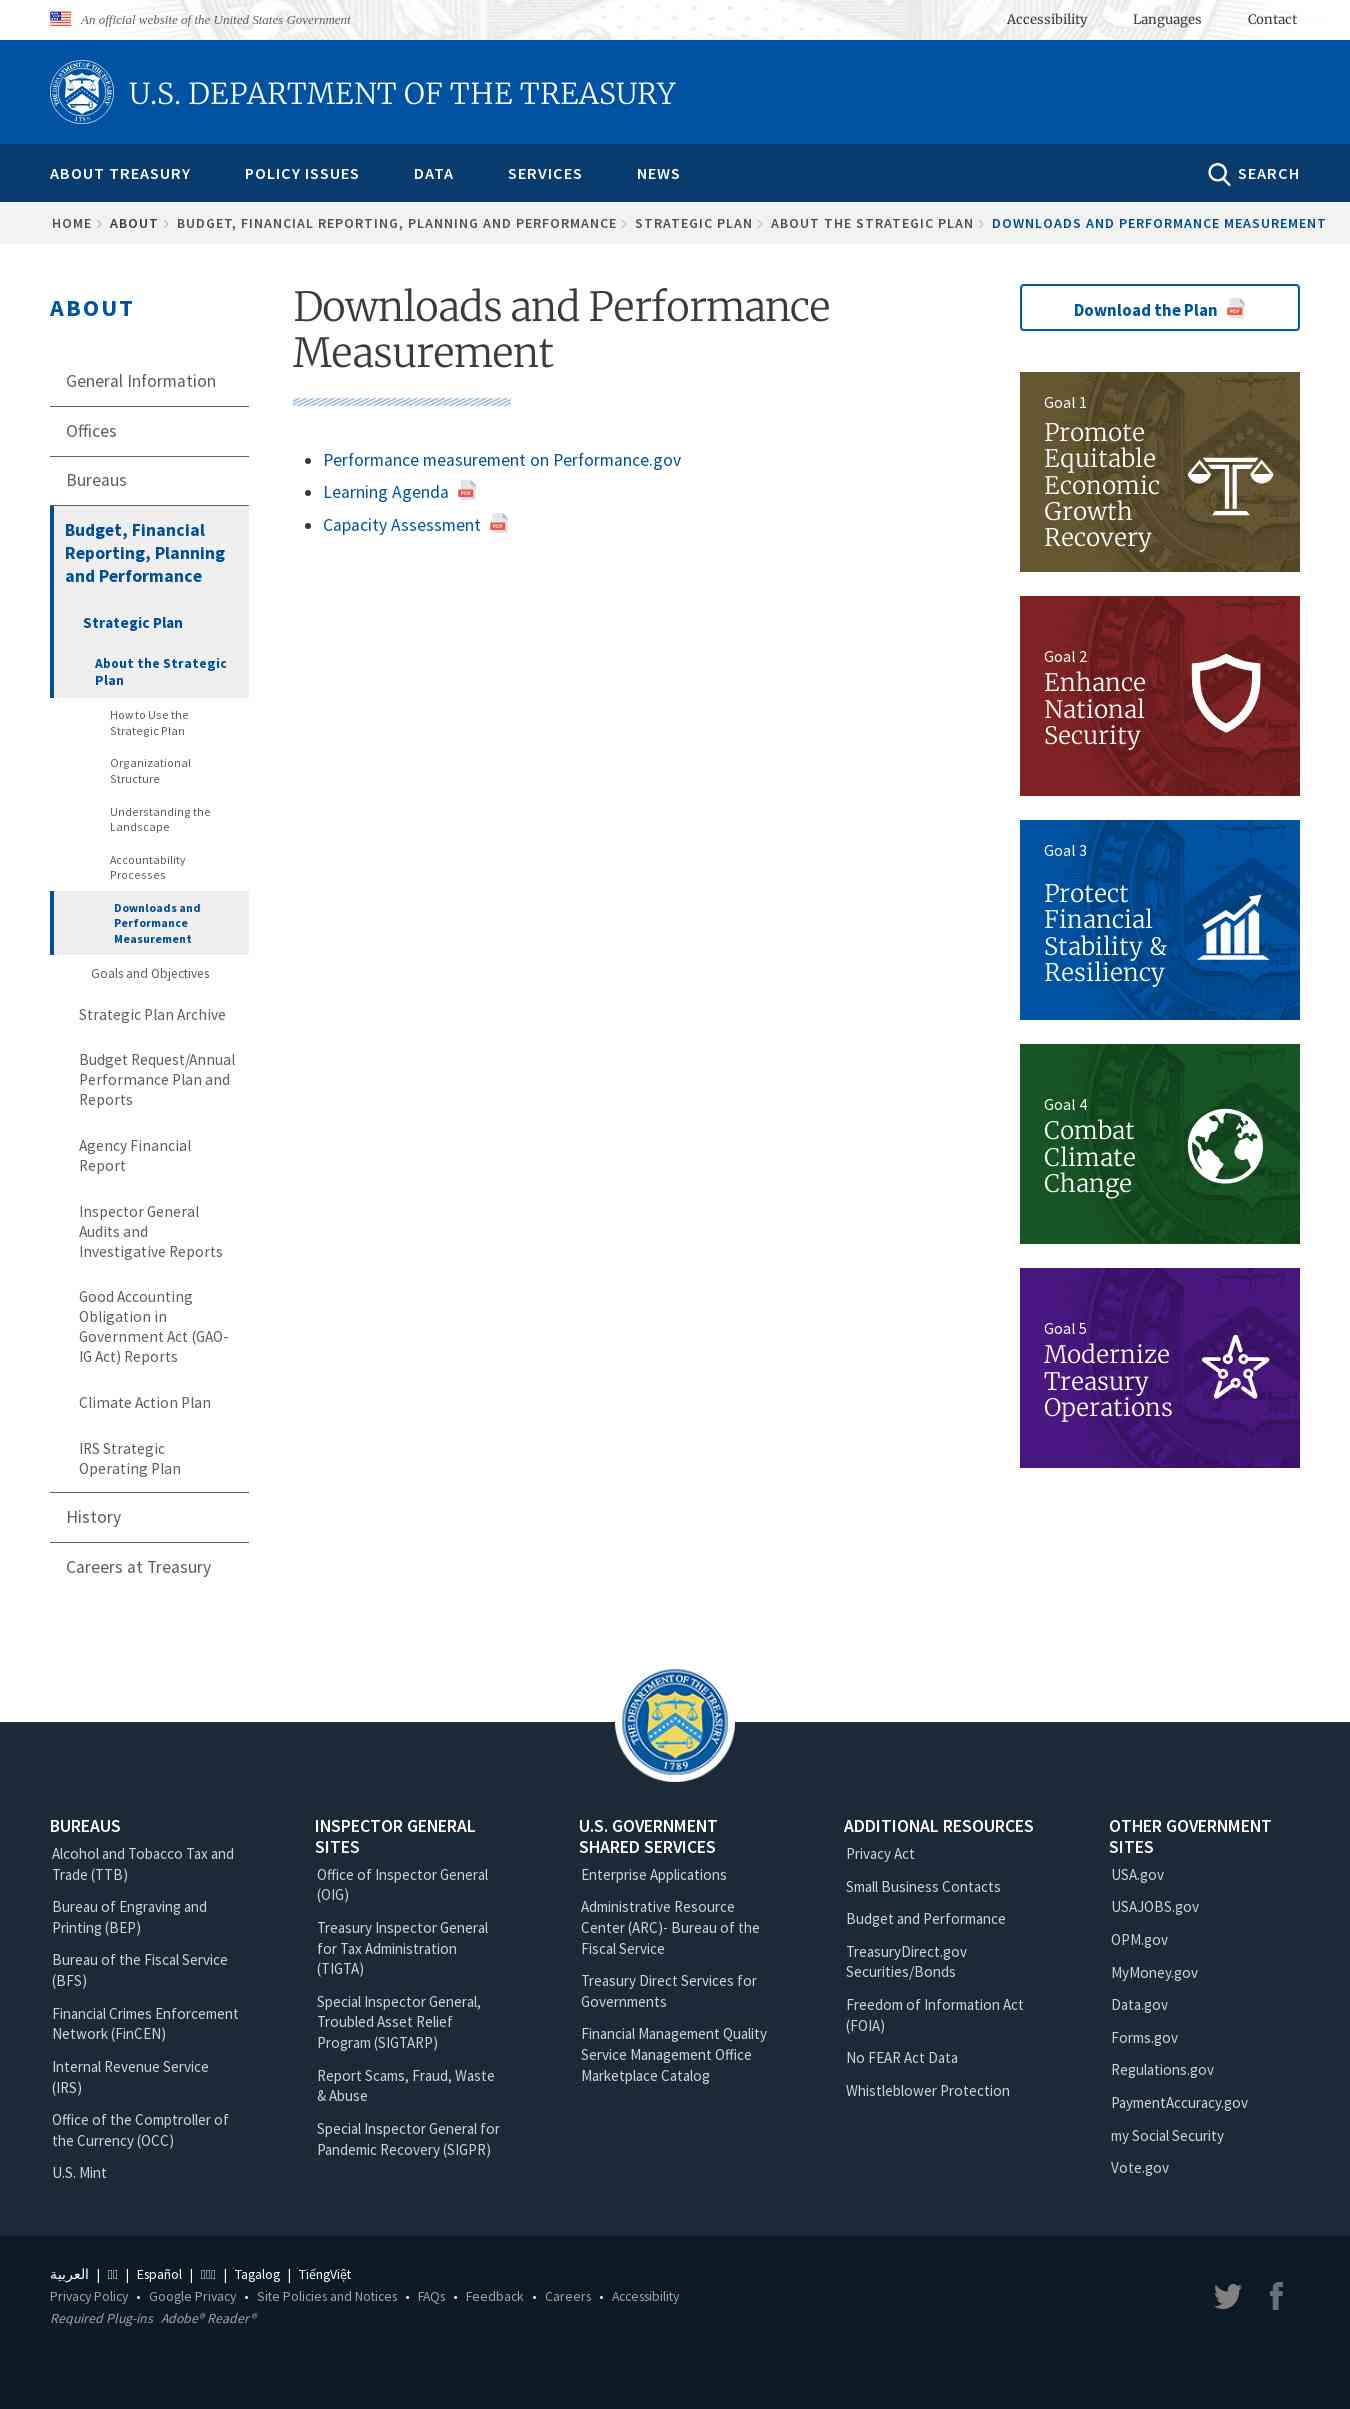 An official website of the United States Government
Accessibility
Languages
Contact
U.S. DEPARTMENT OF THE TREASURY
ABOUT TREASURY
POLICY ISSUES
DATA
SERVICES
NEWS
SEARCH
HOME
ABOUT
BUDGET, FINANCIAL REPORTING, PLANNING AND PERFORMANCE
STRATEGIC PLAN
ABOUT THE STRATEGIC PLAN
DOWNLOADS AND PERFORMANCE MEASUREMENT
ABOUT
General Information
Offices
Bureaus
Budget, Financial
Reporting, Planning
and Performance
Strategic Plan
About the Strategic
Plan
How to Use the
Strategic Plan
Organizational
Structure
Understanding the
Landscape
Accountability
Processes
Downloads and
Performance
Measurement
Goals and Objectives
Strategic Plan Archive
Budget Request/Annual
Performance Plan and
Reports
Agency Financial
Report
Inspector General
Audits and
Investigative Reports
Good Accounting
Obligation in
Government Act (GAO-
IG Act) Reports
Climate Action Plan
IRS Strategic
Operating Plan
History
Careers at Treasury
Downloads and Performance
Measurement
Performance measurement on Performance.gov
Learning Agenda
Capacity Assessment
Download the Plan
Goal 1
Promote
Equitable
Economic
Growth
Recovery
Goal 2
Enhance
National
Security
Goal 3
Protect
Financial
Stability &
Resiliency
Goal 4
Combat
Climate
Change
Goal 5
Modernize
Treasury
Operations
THE DEPARTMENT OF THE TREASURY
1789
BUREAUS
Alcohol and Tobacco Tax and
Trade (TTB)
Bureau of Engraving and
Printing (BEP)
Bureau of the Fiscal Service
(BFS)
Financial Crimes Enforcement
Network (FinCEN)
Internal Revenue Service
(IRS)
Office of the Comptroller of
the Currency (OCC)
U.S. Mint
INSPECTOR GENERAL
SITES
Office of Inspector General
(OIG)
Treasury Inspector General
for Tax Administration
(TIGTA)
Special Inspector General,
Troubled Asset Relief
Program (SIGTARP)
Report Scams, Fraud, Waste
& Abuse
Special Inspector General for
Pandemic Recovery (SIGPR)
U.S. GOVERNMENT
SHARED SERVICES
Enterprise Applications
Administrative Resource
Center (ARC)- Bureau of the
Fiscal Service
Treasury Direct Services for
Governments
Financial Management Quality
Service Management Office
Marketplace Catalog
ADDITIONAL RESOURCES
Privacy Act
Small Business Contacts
Budget and Performance
TreasuryDirect.gov
Securities/Bonds
Freedom of Information Act
(FOIA)
No FEAR Act Data
Whistleblower Protection
OTHER GOVERNMENT
SITES
USA.gov
USAJOBS.gov
OPM.gov
MyMoney.gov
Data.gov
Forms.gov
Regulations.gov
PaymentAccuracy.gov
my Social Security
Vote.gov
العربية | | Español | | Tagalog | TiếngViệt
Privacy Policy • Google Privacy • Site Policies and Notices • FAQs • Feedback • Careers • Accessibility
Required Plug-ins Adobe® Reader®